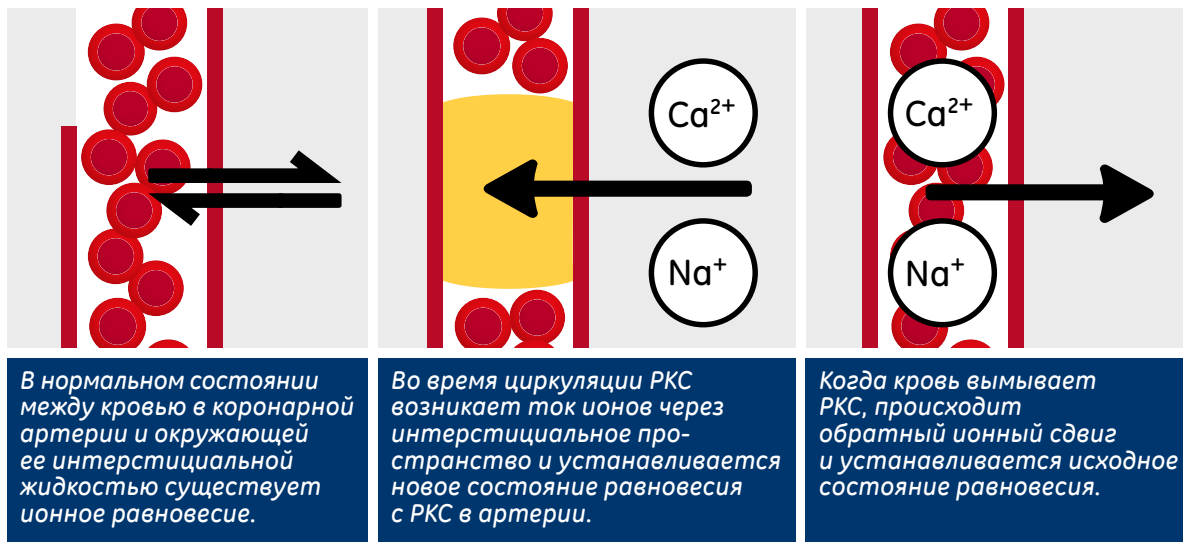 Ca²⁺
Na⁺
Ca²⁺
Na⁺
В нормальном состоянии
между кровью в коронарной
артерии и окружающей
ее интерстициальной
жидкостью существует
ионное равновесие.
Во время циркуляции РКС
возникает ток ионов через
интерстициальное про-
странство и устанавливается
новое состояние равновесия
с РКС в артерии.
Когда кровь вымывает
РКС, происходит
обратный ионный сдвиг
и устанавливается исходное
состояние равновесия.